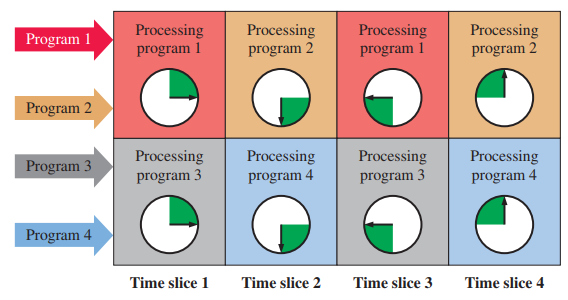 Program 1
Processing
program 1
Processing
program 2
Processing
program 1
Processing
program 2
Program 2
Program 3
Processing
program 3
Processing
program 4
Processing
program 3
Processing
program 4
Program 4
Time slice 1
Time slice 2
Time slice 3
Time slice 4